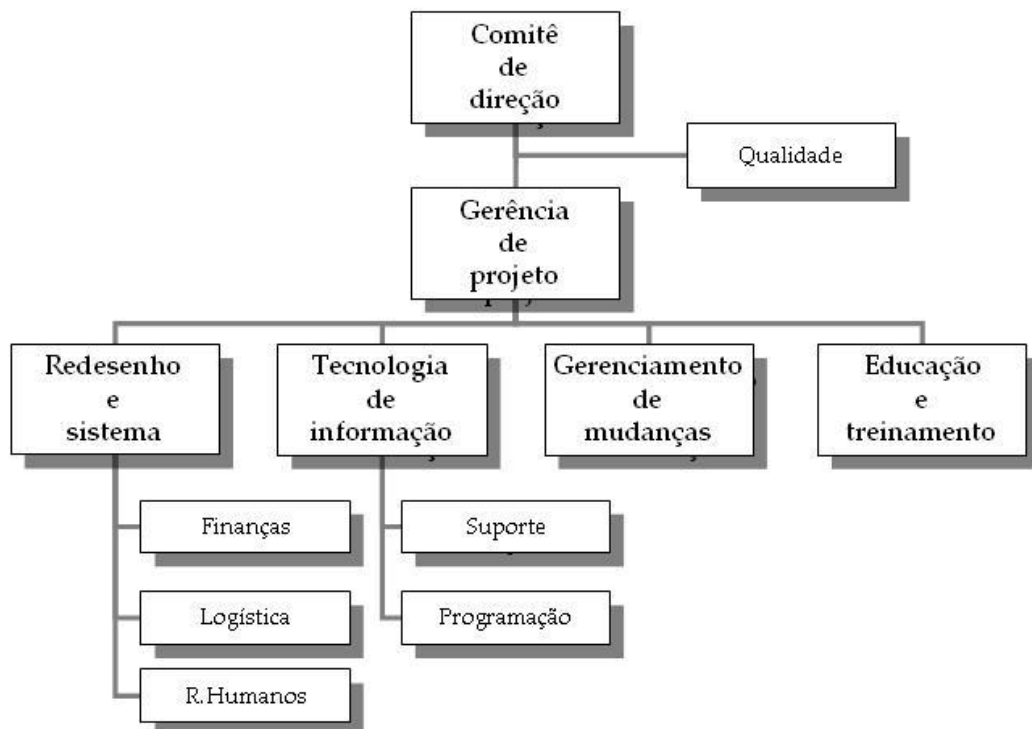 Comitê
de
direção
Qualidade
Gerência
de
projeto
Redesenho
e
sistema
Tecnologia
de
informação
Gerenciamento
de
mudanças
Educação
e
treinamento
Finanças
Suporte
Logística
Programação
R.Humanos